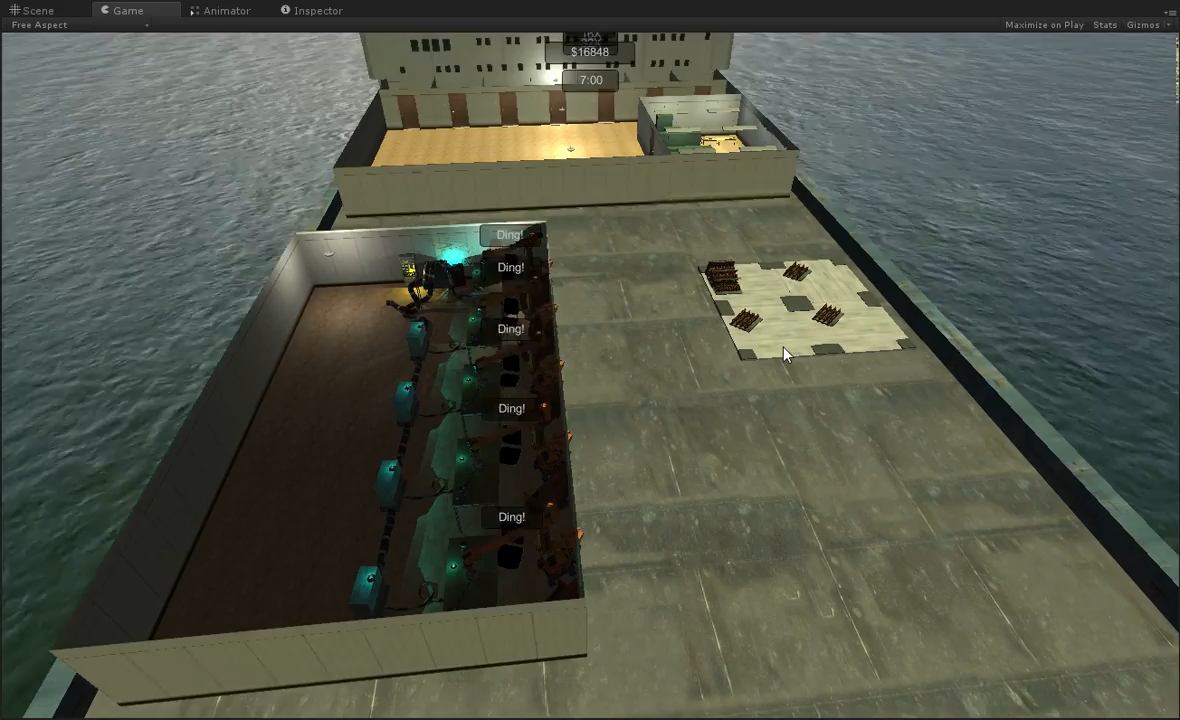 Scene
Game
Animator
Inspector
Free Aspect
Maximize on Play
Stats
Gizmos
$16848
7:00
Ding!
Ding!
Ding!
Ding!
Ding!